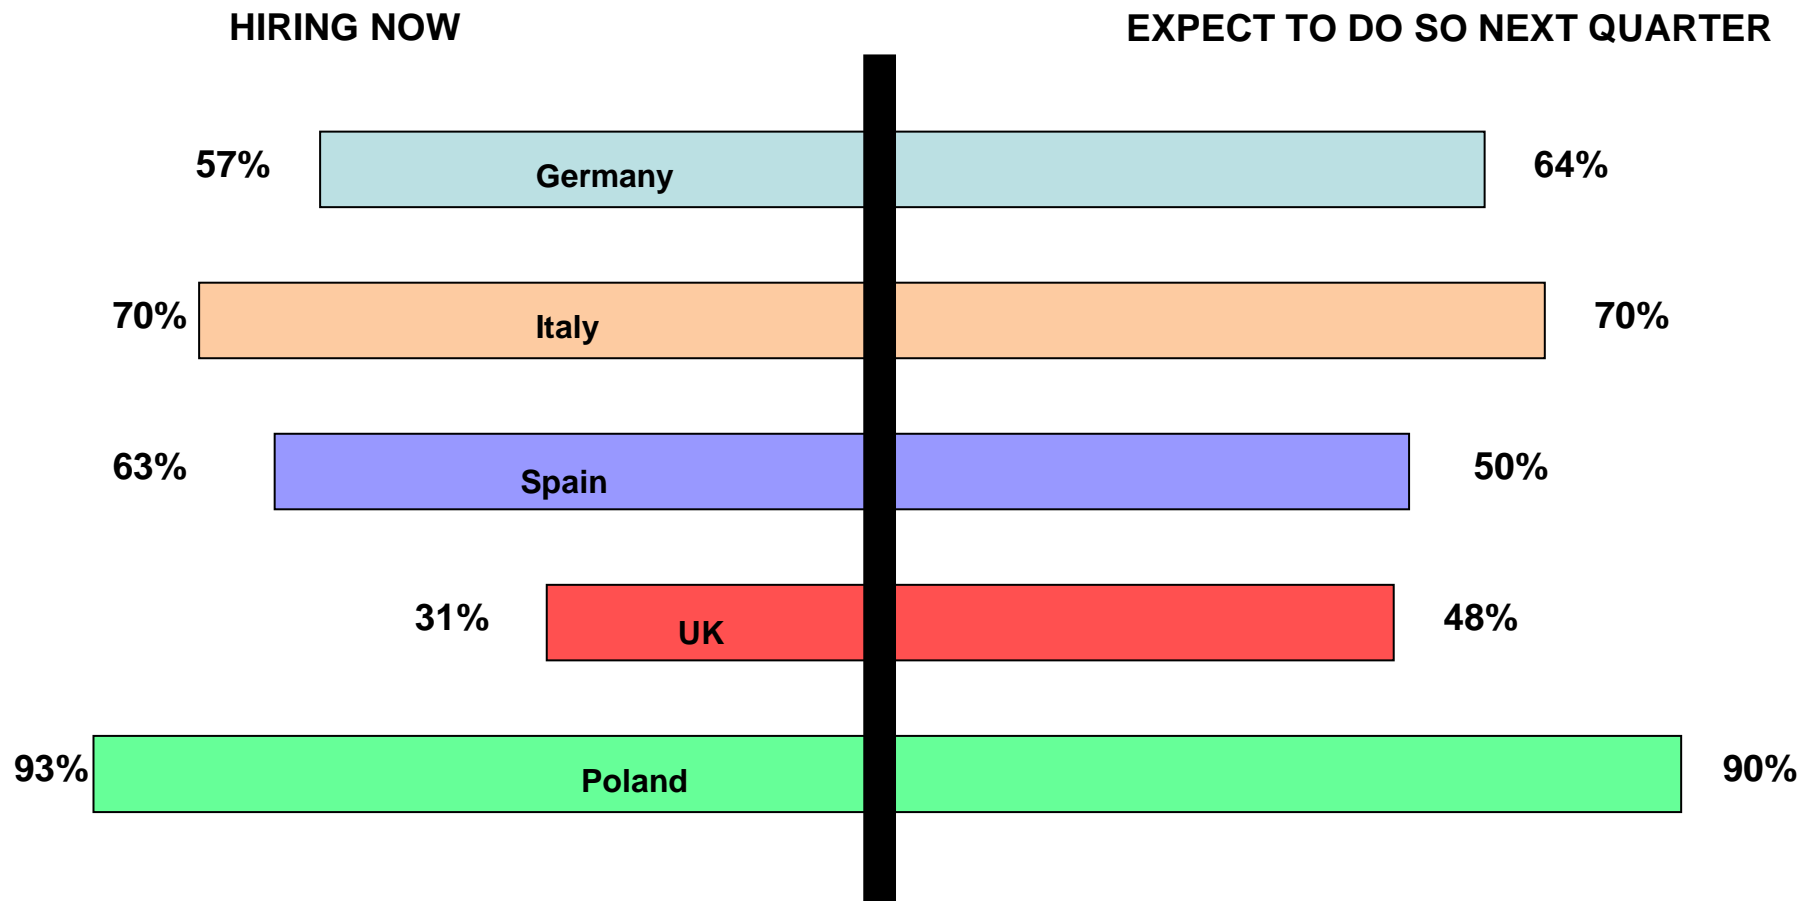 HIRING NOW EXPECT TO DO SO NEXT QUARTER
57% Germany 64%
70% Italy 70%
63% Spain 50%
31% UK 48%
93% Poland 90%